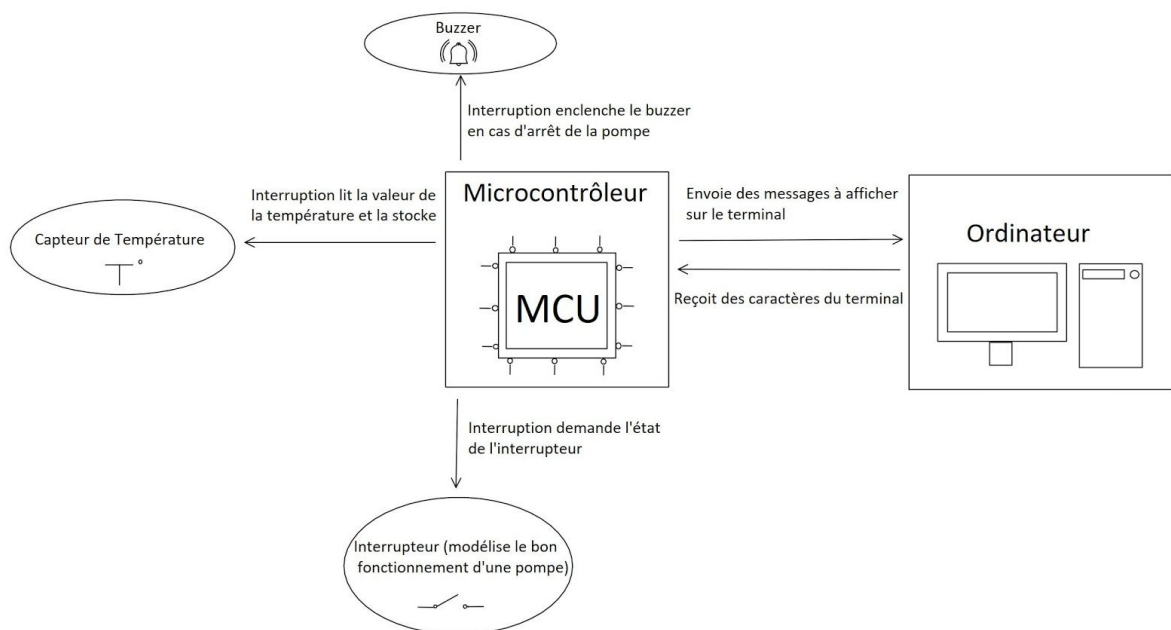 Buzzer
Interruption enclenche le buzzer
en cas d'arrêt de la pompe
Interruption lit la valeur de
la température et la stocke
Capteur de Température
T°
Microcontrôleur
MCU
Envoie des messages à afficher
sur le terminal
Reçoit des caractères du terminal
Ordinateur
Interruption demande l'état
de l'interrupteur
Interrupteur (modélise le bon
fonctionnement d'une pompe)